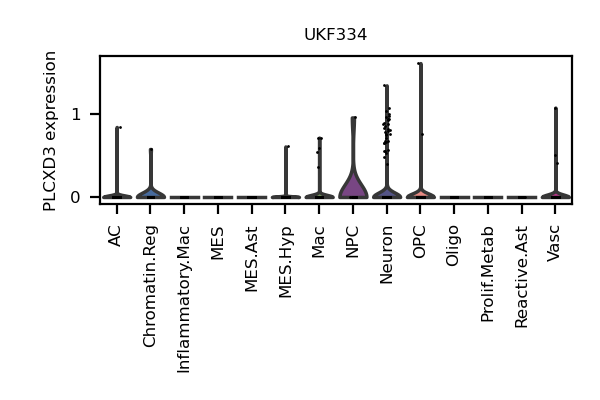 UKF334
PLCXD3 expression
1
0
AC
Chromatin.Reg
Inflammatory.Mac
MES
MES.Ast
MES.Hyp
Mac
NPC
Neuron
OPC
Oligo
Prolif.Metab
Reactive.Ast
Vasc